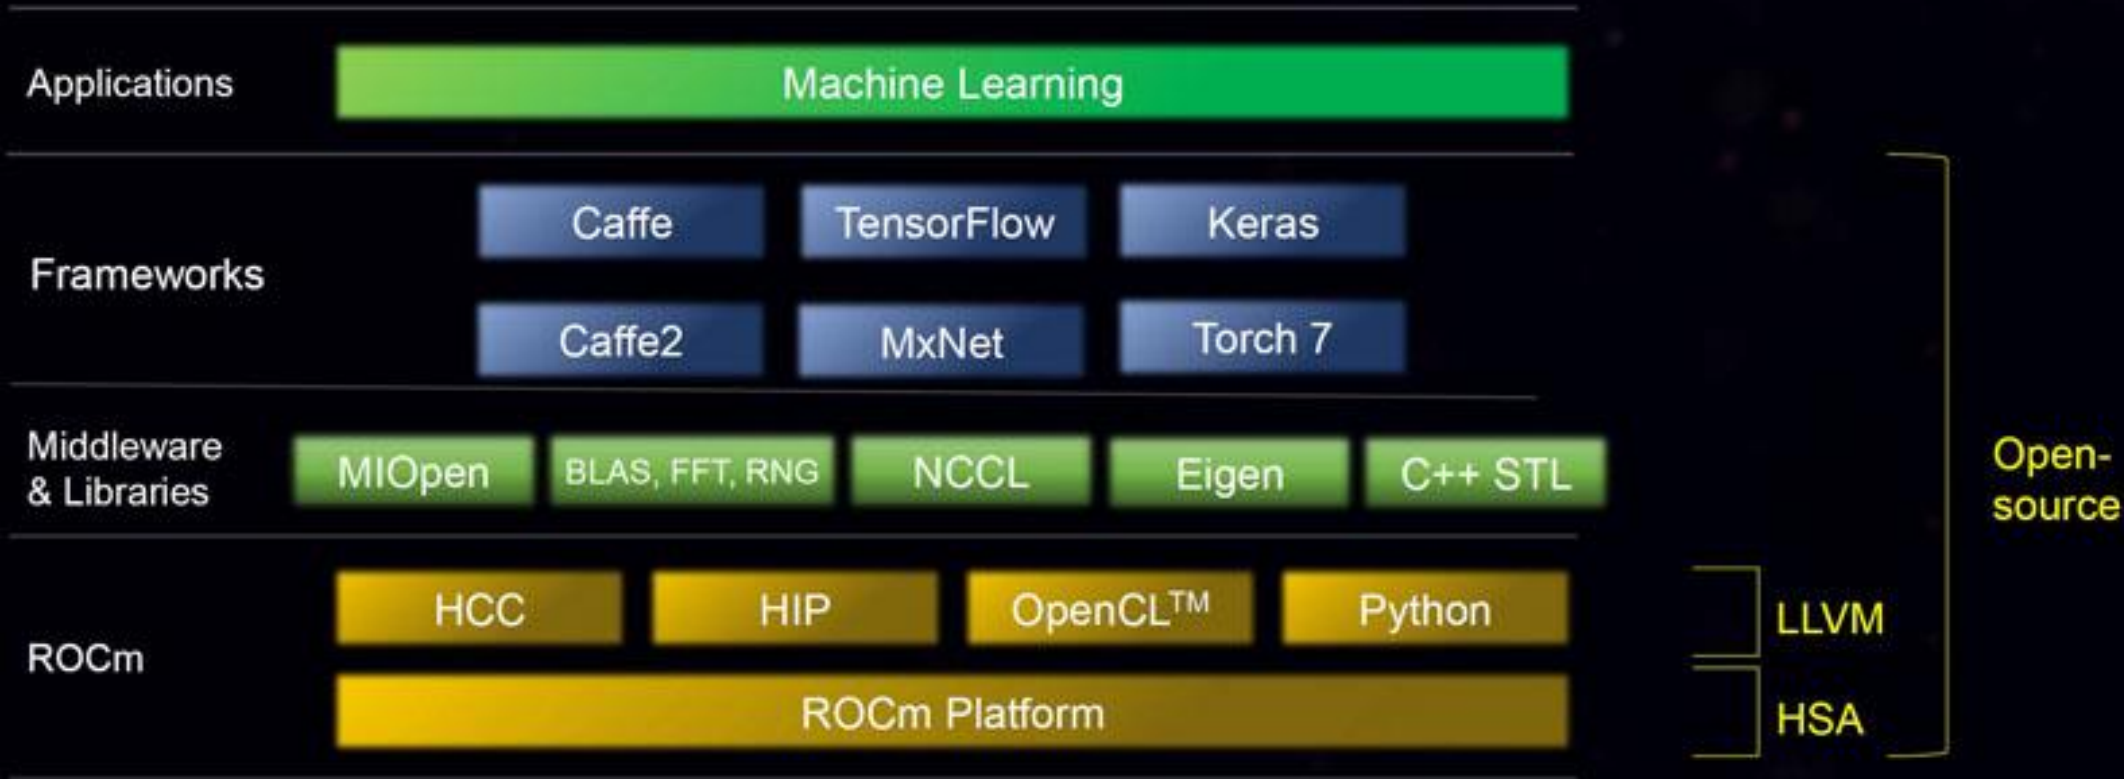 Applications
Machine Learning
Frameworks
Caffe
TensorFlow
Keras
Caffe2
MxNet
Torch 7
Middleware
& Libraries
MIOpen
BLAS, FFT, RNG
NCCL
Eigen
C++ STL
Open-
source
ROCm
HCC
HIP
OpenCL™
Python
LLVM
ROCm Platform
HSA